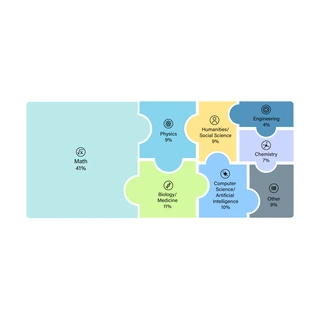 Math
41%
Physics
9%
Humanities/
Social Science
9%
Engineering
4%
Chemistry
7%
Biology/
Medicine
11%
Computer
Science/
Artificial
Intelligence
10%
Other
9%